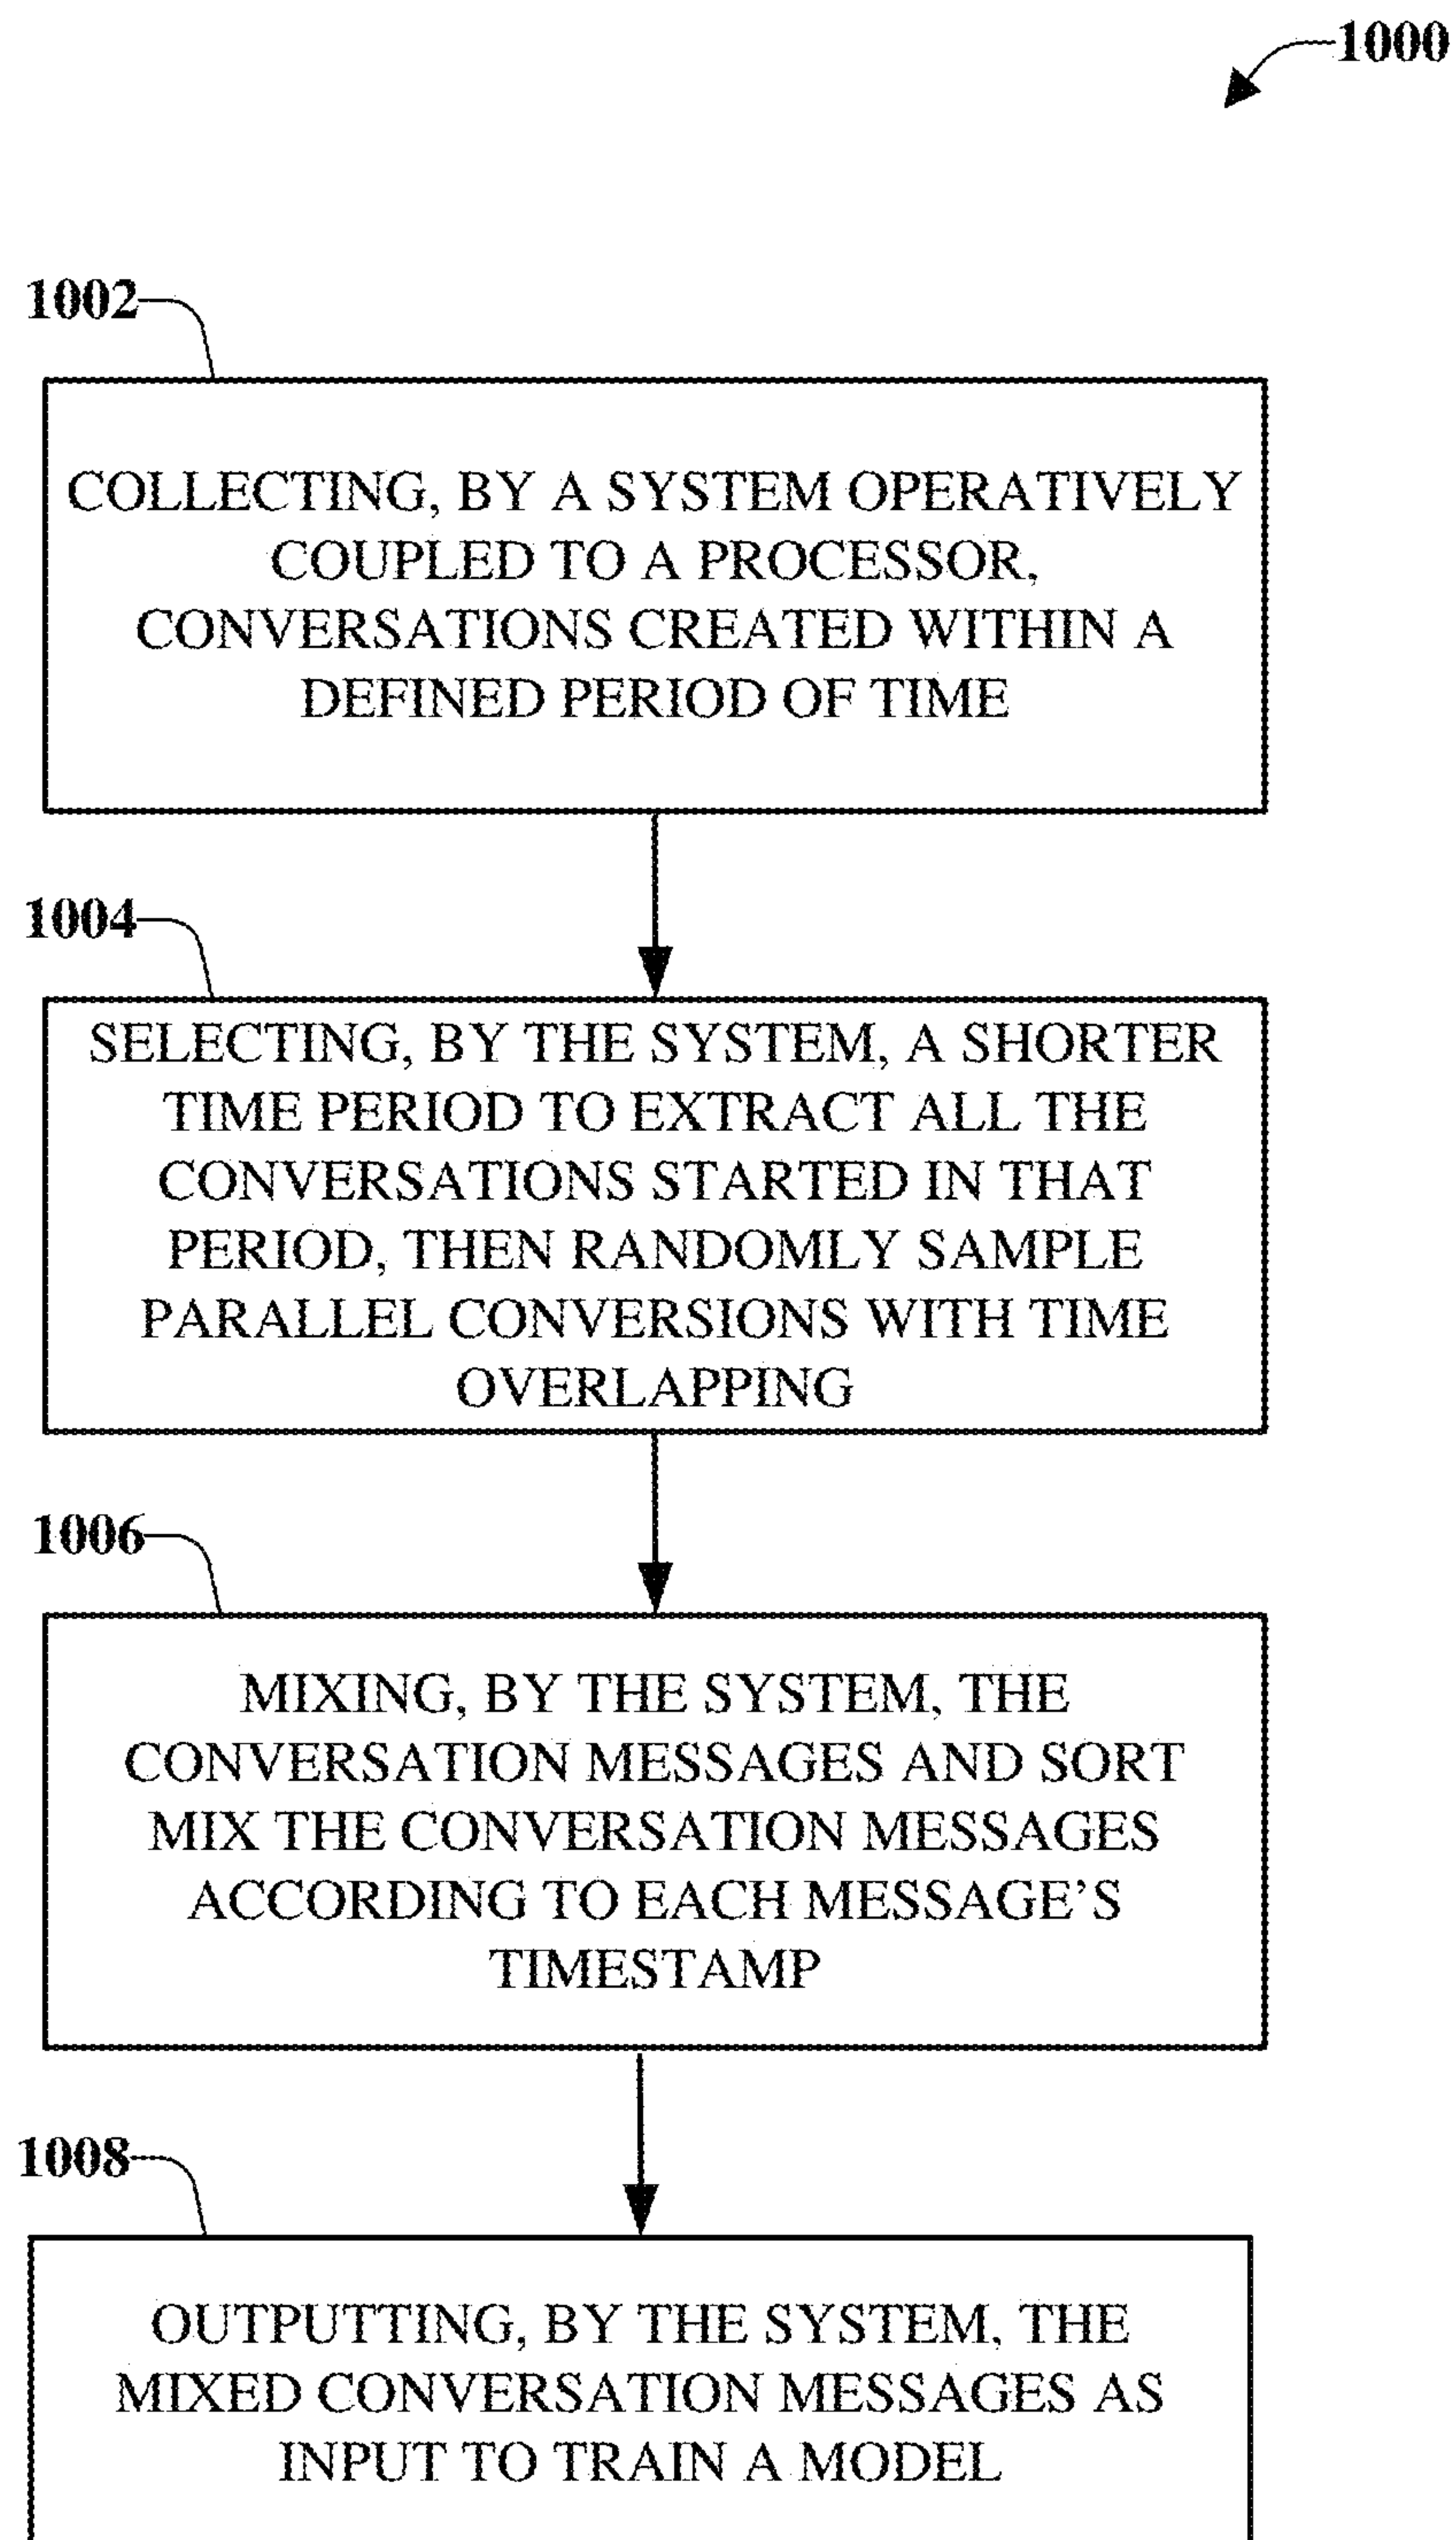 1000
1002
COLLECTING, BY A SYSTEM OPERATIVELY
COUPLED TO A PROCESSOR,
CONVERSATIONS CREATED WITHIN A
DEFINED PERIOD OF TIME
1004
SELECTING, BY THE SYSTEM, A SHORTER
TIME PERIOD TO EXTRACT ALL THE
CONVERSATIONS STARTED IN THAT
PERIOD, THEN RANDOMLY SAMPLE
PARALLEL CONVERSIONS WITH TIME
OVERLAPPING
1006
MIXING, BY THE SYSTEM, THE
CONVERSATION MESSAGES AND SORT
MIX THE CONVERSATION MESSAGES
ACCORDING TO EACH MESSAGE’S
TIMESTAMP
1008
OUTPUTTING, BY THE SYSTEM, THE
MIXED CONVERSATION MESSAGES AS
INPUT TO TRAIN A MODEL